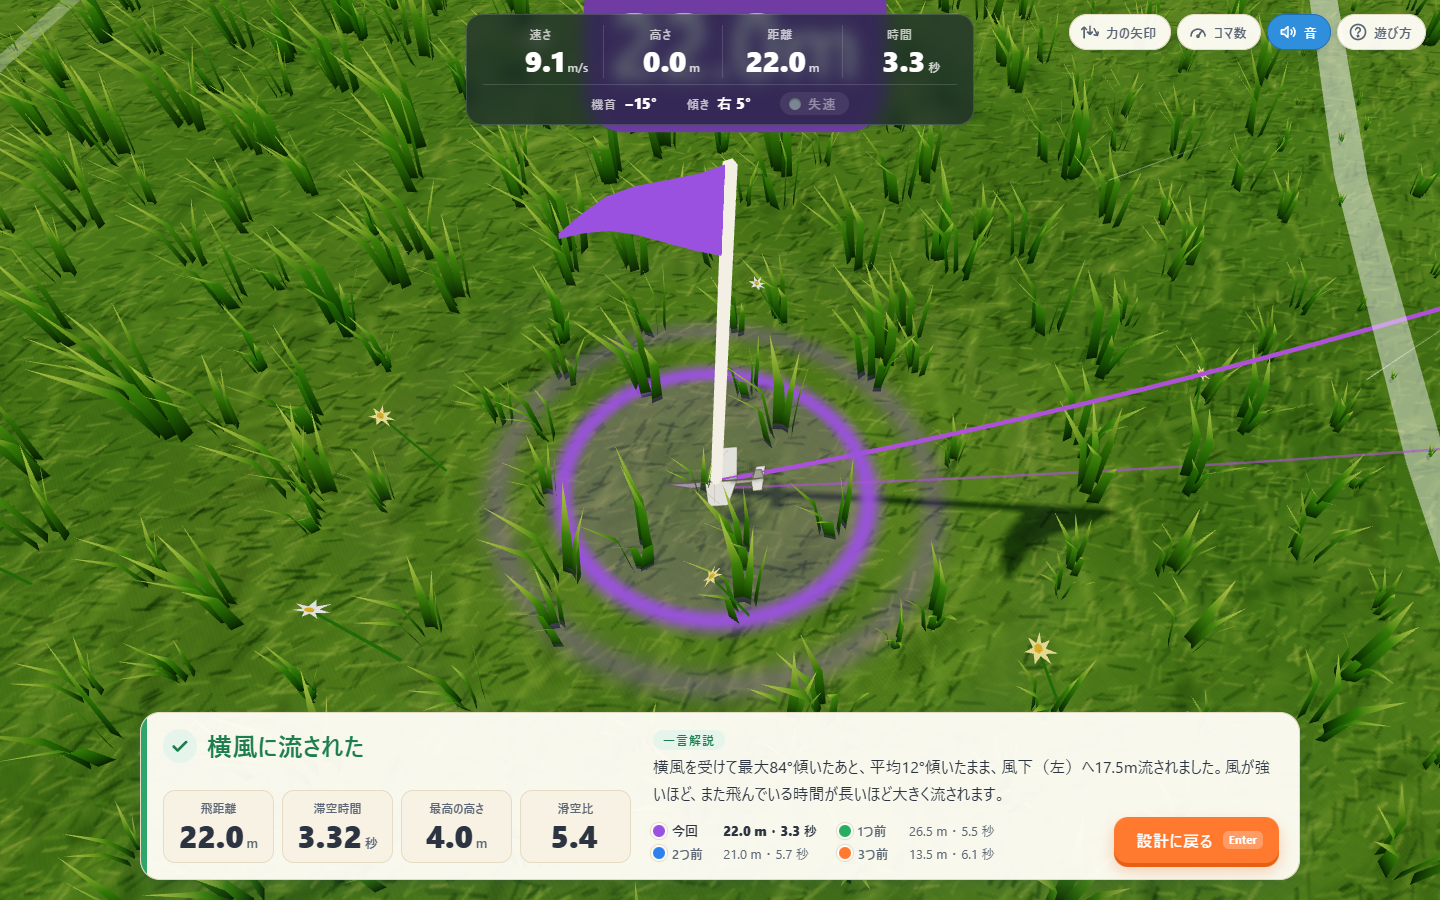 速さ 高さ 距離 時間
9.1 m/s 0.0 m 22.0 m 3.3 秒
機首 −15° 傾き 右 5° 失速
力の矢印 コマ数 音 遊び方
横風に流された
飛距離 滞空時間 最高の高さ 滑空比
22.0 m 3.32 秒 4.0 m 5.4
一言解説
横風を受けて最大84°傾いたあと、平均12°傾いたまま、風下（左）へ17.5m流されました。風が強
いほど、また飛んでいる時間が長いほど大きく流されます。
今回 22.0 m・3.3 秒 1つ前 26.5 m・5.5 秒
2つ前 21.0 m・5.7 秒 3つ前 13.5 m・6.1 秒
設計に戻る Enter